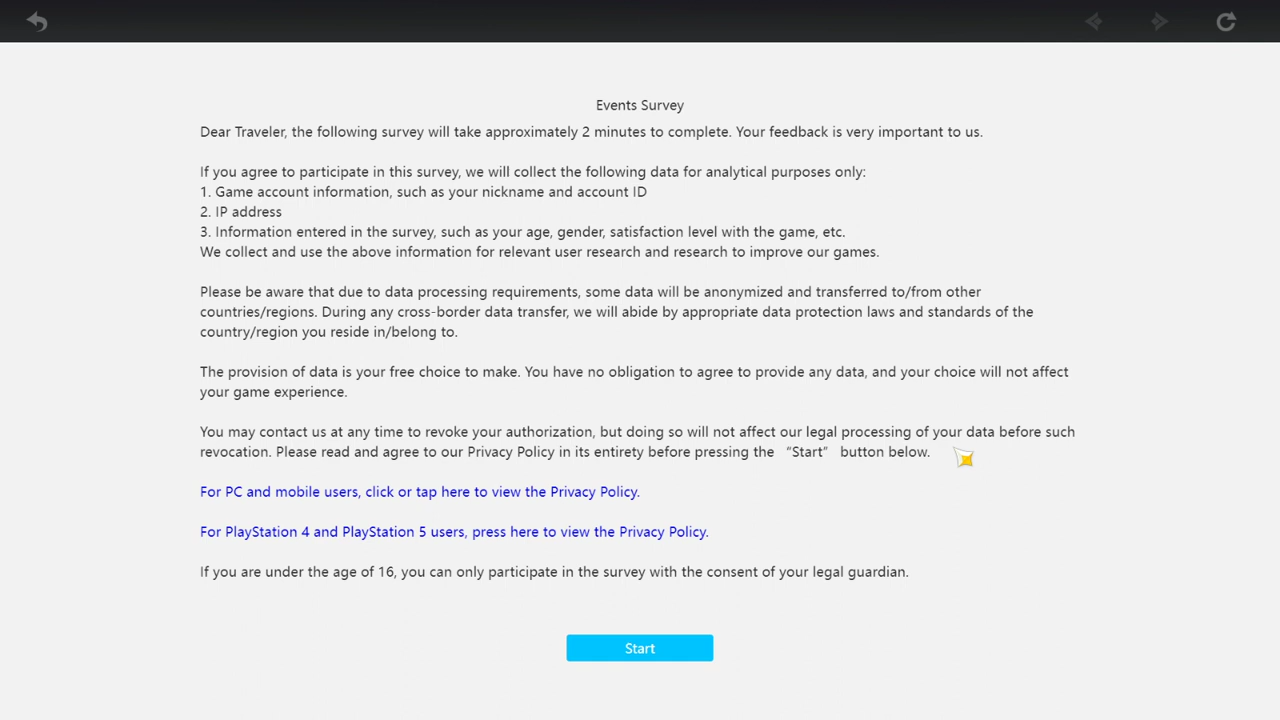 Events Survey
Dear Traveler, the following survey will take approximately 2 minutes to complete. Your feedback is very important to us.
If you agree to participate in this survey, we will collect the following data for analytical purposes only:
1. Game account information, such as your nickname and account ID
2. IP address
3. Information entered in the survey, such as your age, gender, satisfaction level with the game, etc.
We collect and use the above information for relevant user research and research to improve our games.
Please be aware that due to data processing requirements, some data will be anonymized and transferred to/from other
countries/regions. During any cross-border data transfer, we will abide by appropriate data protection laws and standards of the
country/region you reside in/belong to.
The provision of data is your free choice to make. You have no obligation to agree to provide any data, and your choice will not affect
your game experience.
You may contact us at any time to revoke your authorization, but doing so will not affect our legal processing of your data before such
revocation. Please read and agree to our Privacy Policy in its entirety before pressing the “Start” button below.
For PC and mobile users, click or tap here to view the Privacy Policy.
For PlayStation 4 and PlayStation 5 users, press here to view the Privacy Policy.
If you are under the age of 16, you can only participate in the survey with the consent of your legal guardian.
Start